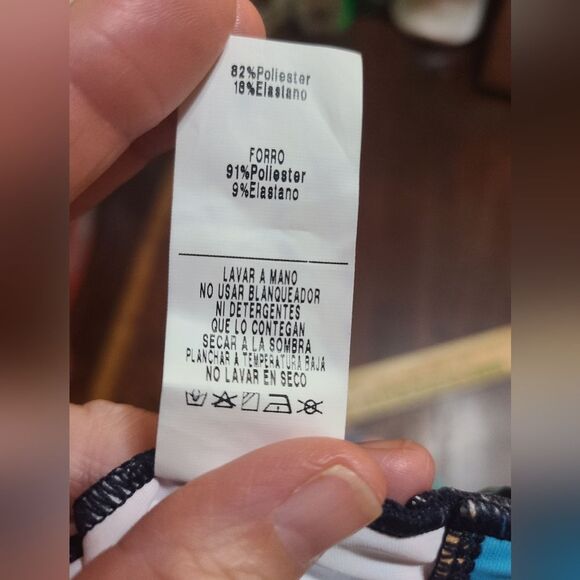 82%Poliester
18%Elastano
FORRO
91%Poliester
9%Elastano
LAVAR A MANO
NO USAR BLANQUEADOR
NI DETERGENTES
QUE LO CONTEGAN
SECAR A LA SOMBRA
PLANCHAR A TEMPERATURA BAJA
NO LAVAR EN SECO